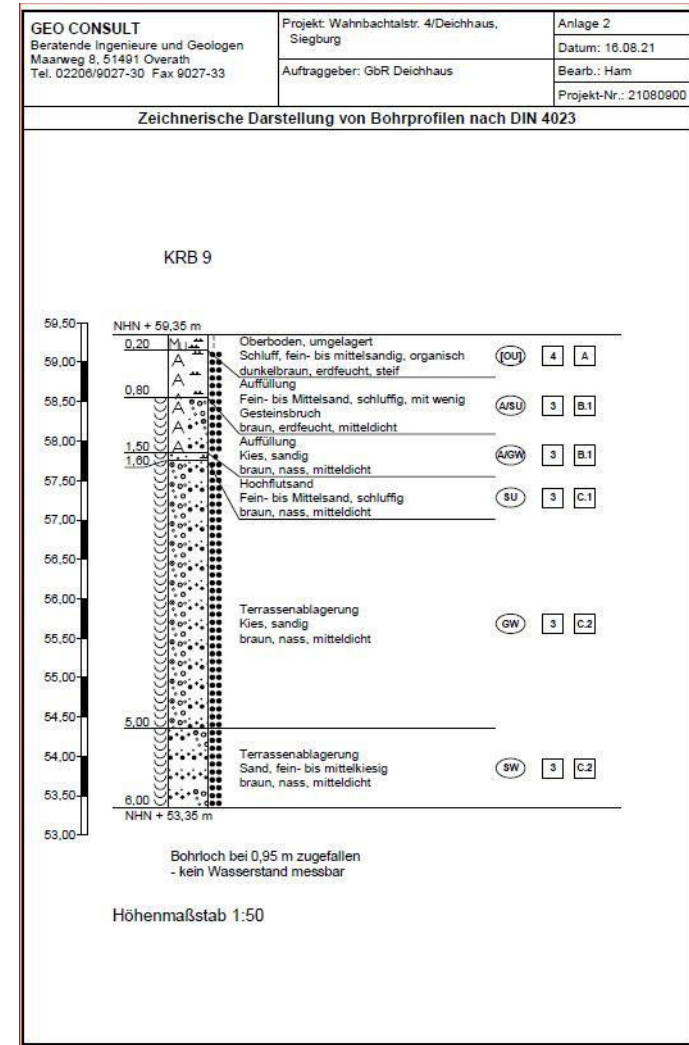 GEO CONSULT
Beratende Ingenieure und Geologen
Maarweg 8, 51491 Overath
Tel. 02206/9027-30 Fax 9027-33
Projekt: Wahnbachtalstr. 4/Deichhaus,
Siegburg
Auftraggeber: GbR Deichhaus
Anlage 2
Datum: 16.08.21
Bearb.: Ham
Projekt-Nr.: 21080900
Zeichnerische Darstellung von Bohrprofilen nach DIN 4023
KRB 9
59,50
59,00
58,50
58,00
57,50
57,00
56,50
56,00
55,50
55,00
54,50
54,00
53,50
53,00
NHN + 59,35 m
0,20
0,80
1,50
1,60
5,00
6,00
NHN + 53,35 m
M
A
A
A
A
A
Oberboden, umgelagert
Schluff, fein- bis mittelsandig, organisch
dunkelbraun, erdfeucht, steif
[OU] 4 A
Auffüllung
Fein- bis Mittelsand, schluffig, mit wenig
Gesteinsbruch
braun, erdfeucht, mitteldicht
A/SU 3 B.1
Auffüllung
Kies, sandig
braun, nass, mitteldicht
A/GW 3 B.1
Hochflutsand
Fein- bis Mittelsand, schluffig
braun, nass, mitteldicht
SU 3 C.1
Terrassenablagerung
Kies, sandig
braun, nass, mitteldicht
GW 3 C.2
Terrassenablagerung
Sand, fein- bis mittelkiesig
braun, nass, mitteldicht
SW 3 C.2
Bohrloch bei 0,95 m zugefallen
- kein Wasserstand messbar
Höhenmaßstab 1:50